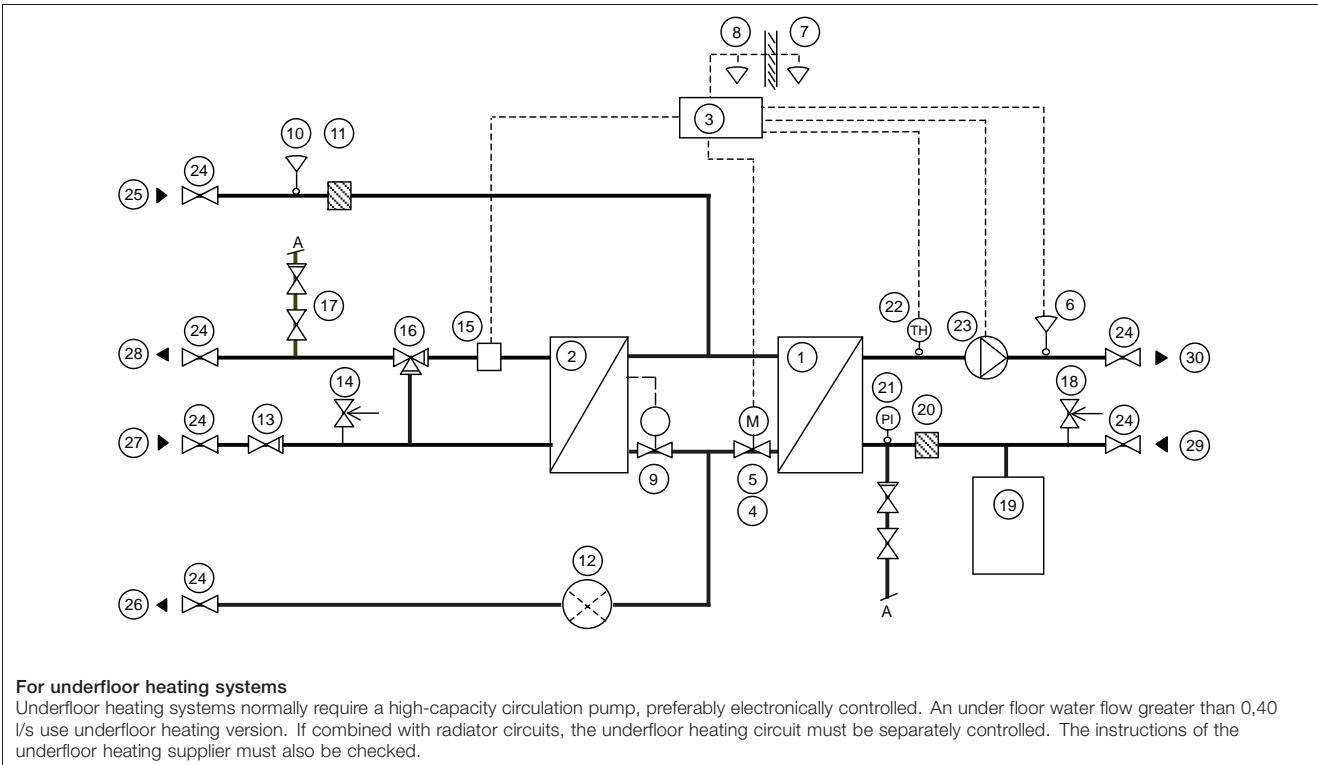 8 7
3
10 11
24
25
A
17
24 16 15 2 1 22 TH 23 6 24
28 30
14 21 18
24 13 M PI 20 24
27 29
9 5 19
4
12
24
26 A
For underfloor heating systems
Underfloor heating systems normally require a high-capacity circulation pump, preferably electronically controlled. An under floor water flow greater than 0,40
l/s use underfloor heating version. If combined with radiator circuits, the underfloor heating circuit must be separately controlled. The instructions of the
underfloor heating supplier must also be checked.